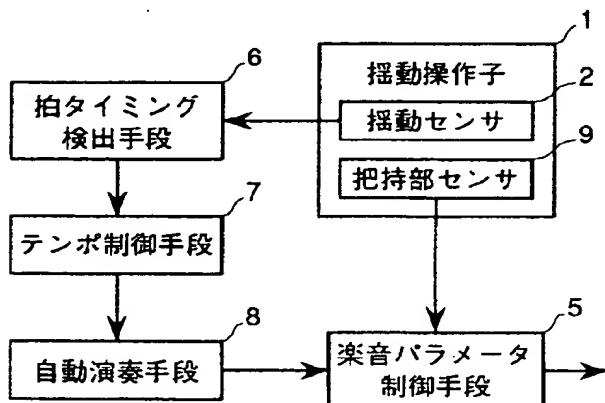 1
揺動操作子
2
揺動センサ
9
把持部センサ
6
拍タイミング
検出手段
7
テンポ制御手段
8
自動演奏手段
5
楽音パラメータ
制御手段